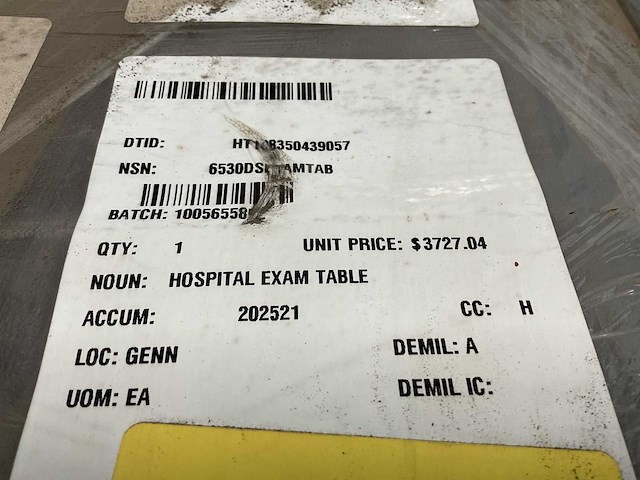 DTID:
NSN:
BATCH:
QTY: 1 UNIT PRICE: $3727.04
NOUN: HOSPITAL EXAM TABLE
ACCUM: 202521 CC: H
LOC: GENN DEMIL: A
UOM: EA DEMIL IC: